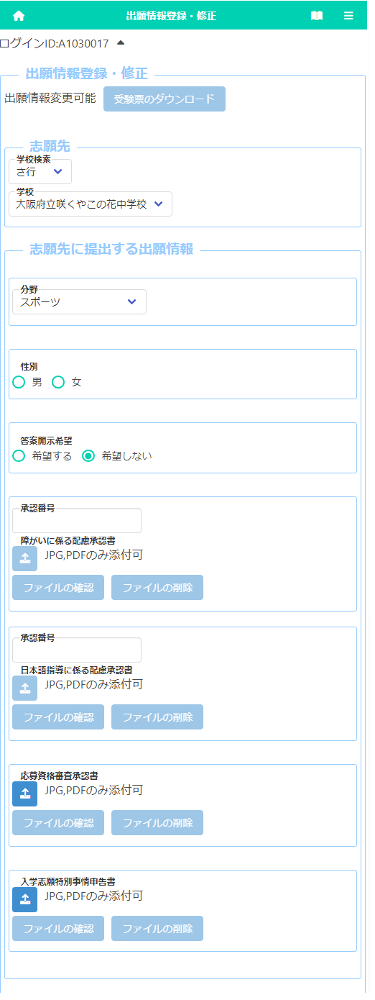 出願情報登録・修正
ログインID:A1030017
出願情報登録・修正
出願情報変更可能 受験票のダウンロード
志願先
学校検索
さ行
学校
大阪府立咲くやこの花中学校
志願先に提出する出願情報
分野
スポーツ
性別
男 女
答案開示希望
希望する 希望しない
承認番号
障がいに係る配慮承認書
JPG,PDFのみ添付可
ファイルの確認 ファイルの削除
承認番号
日本語指導に係る配慮承認書
JPG,PDFのみ添付可
ファイルの確認 ファイルの削除
応募資格審査承認書
JPG,PDFのみ添付可
ファイルの確認 ファイルの削除
入学志願特別事情申告書
JPG,PDFのみ添付可
ファイルの確認 ファイルの削除